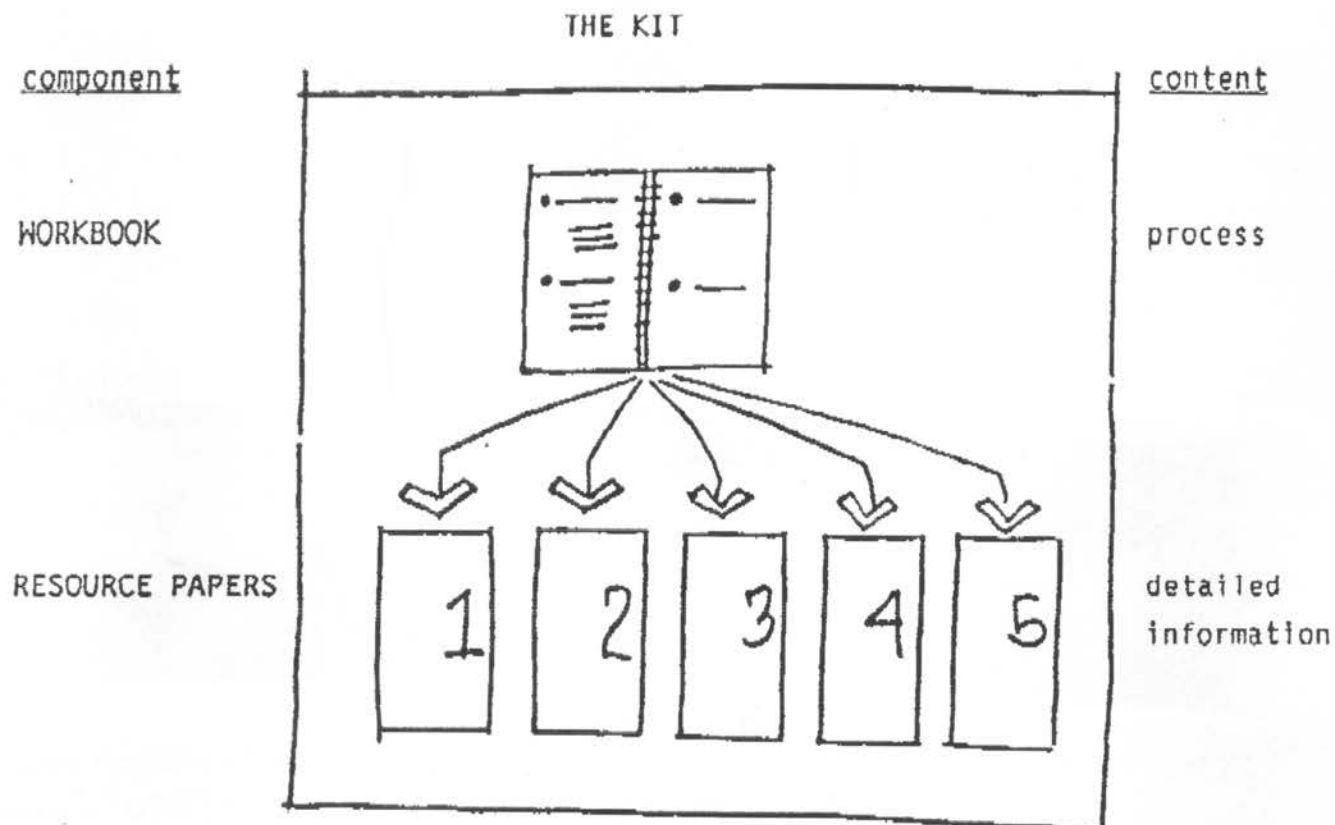 THE KIT
component
content
WORKBOOK
process
1 2 3 4 5
RESOURCE PAPERS
detailed
information